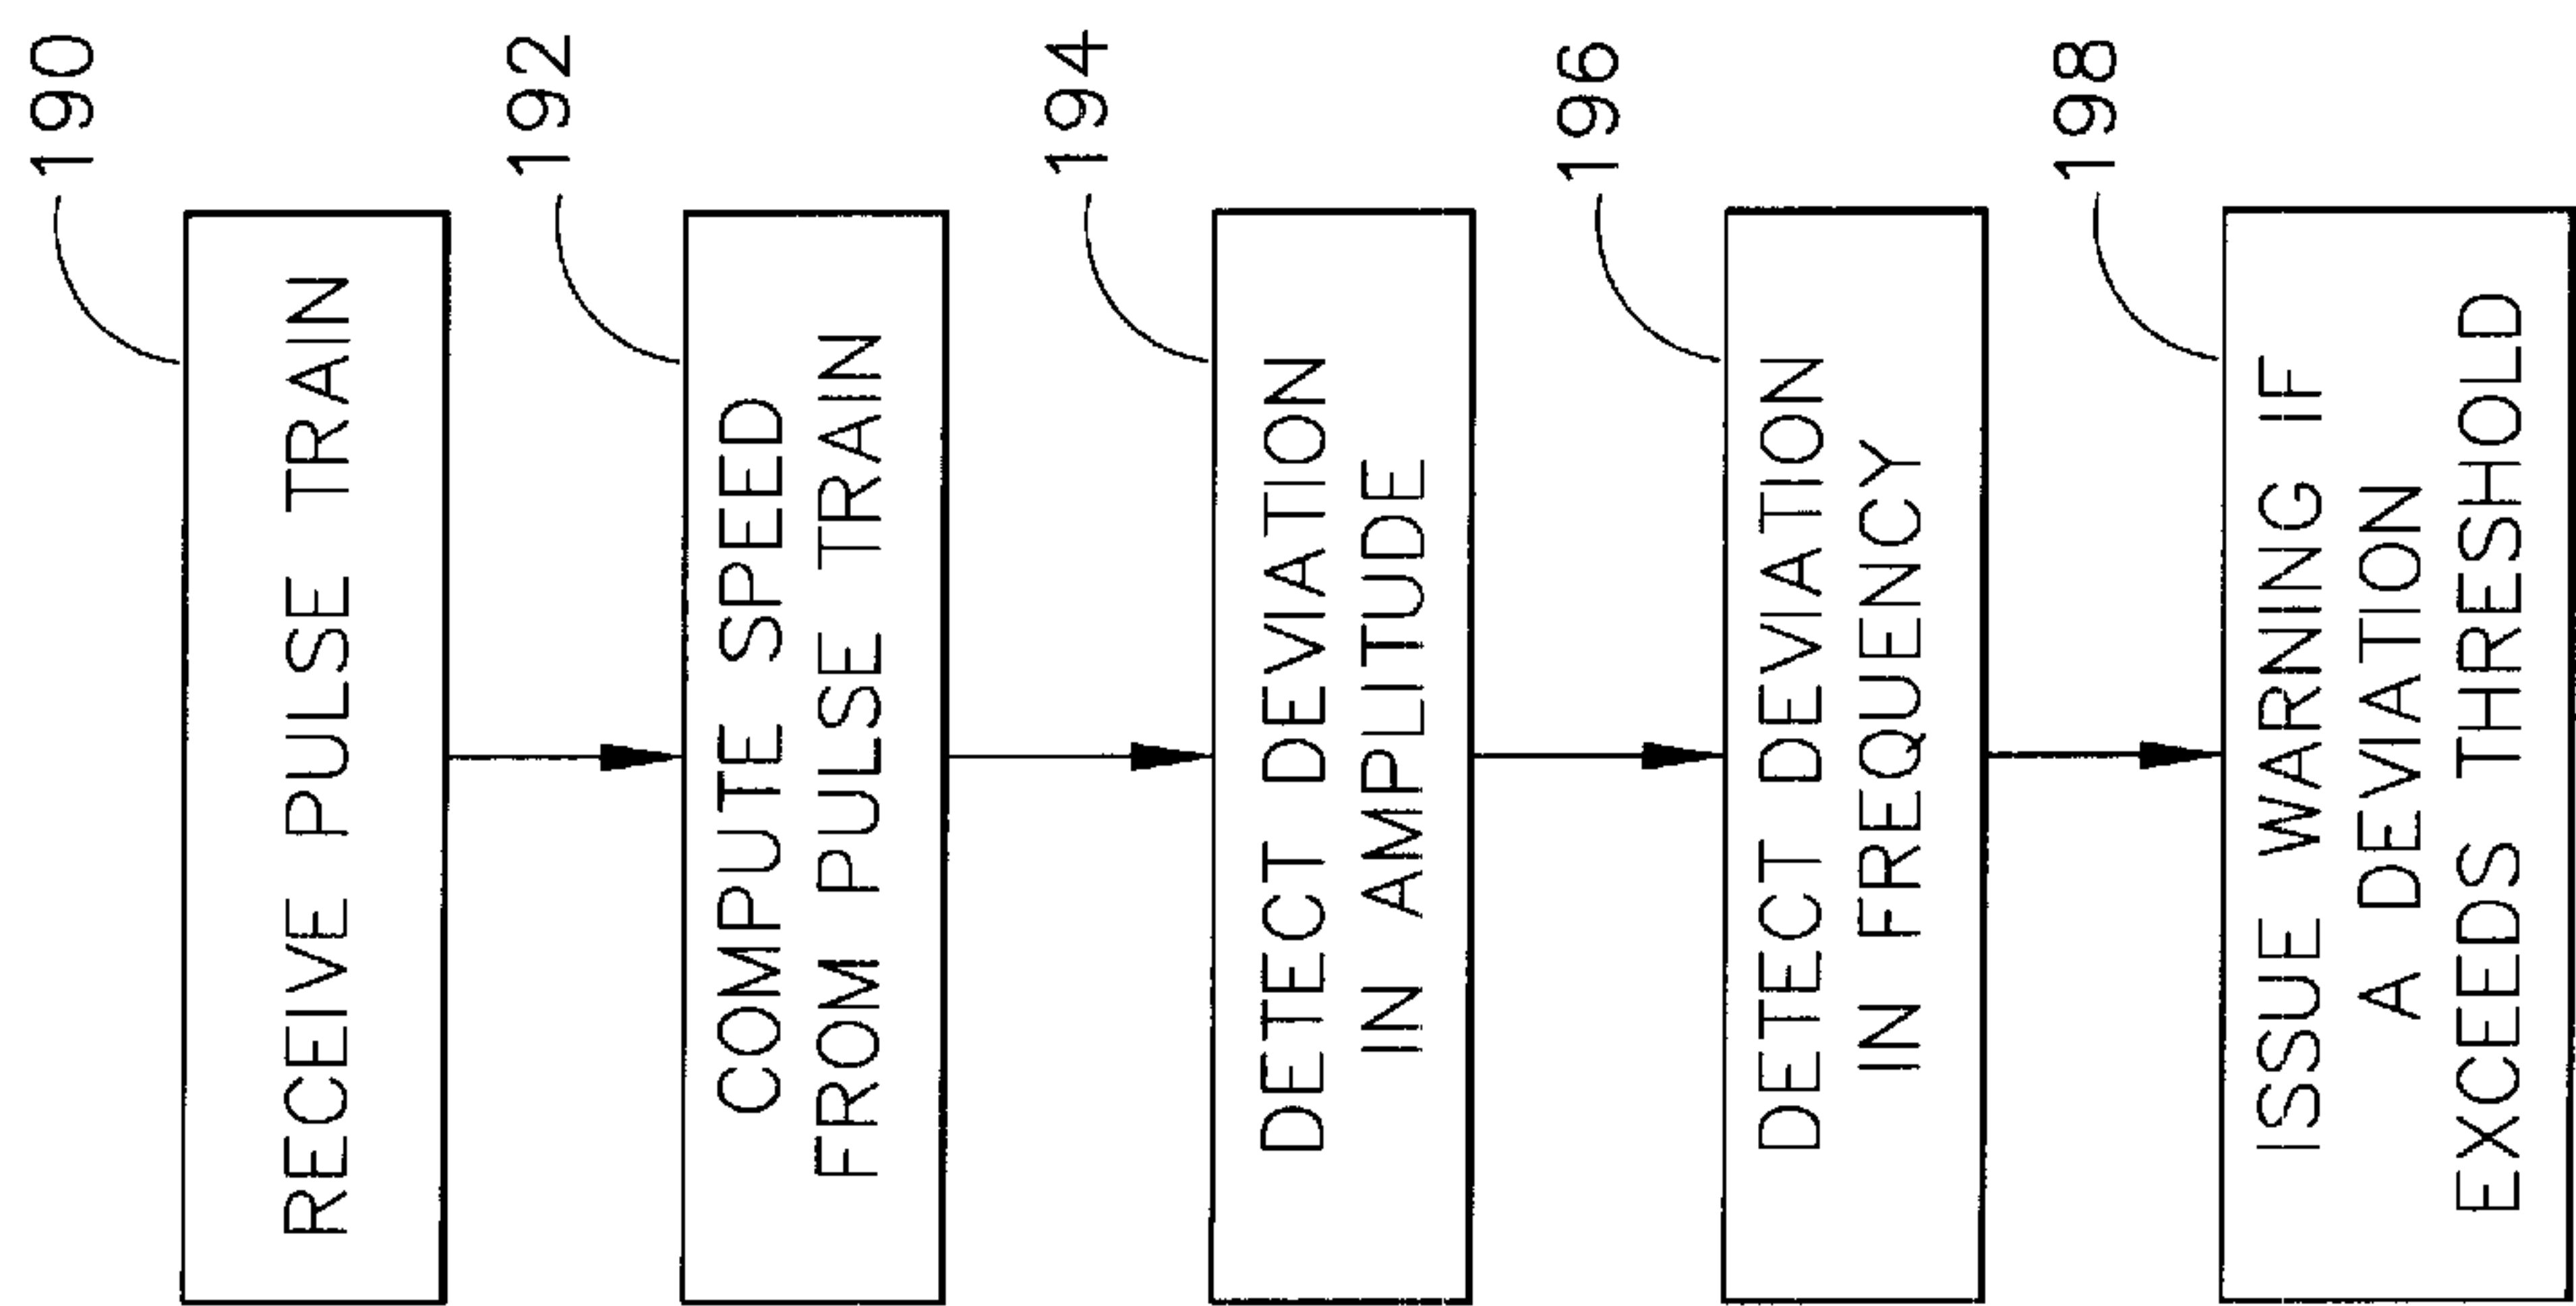 190
RECEIVE PULSE TRAIN
192
COMPUTE SPEED
FROM PULSE TRAIN
194
DETECT DEVIATION
IN AMPLITUDE
196
DETECT DEVIATION
IN FREQUENCY
198
ISSUE WARNING IF
A DEVIATION
EXCEEDS THRESHOLD